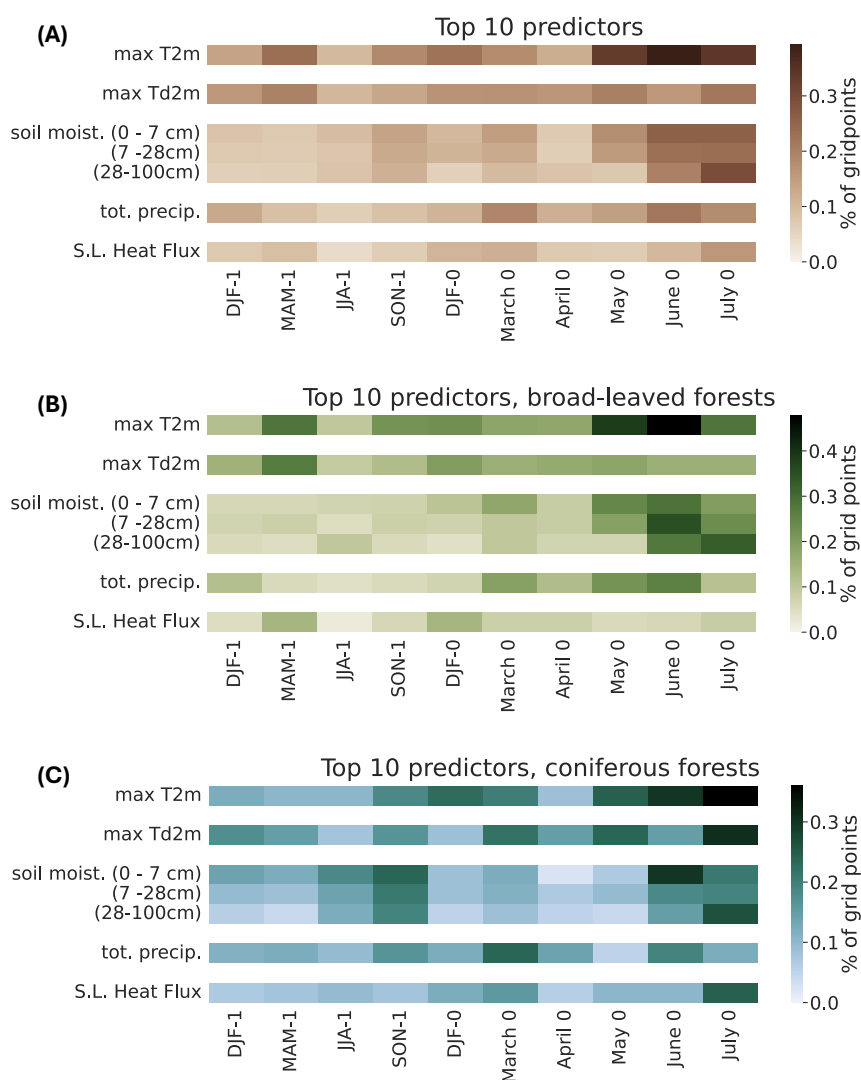 (A)
Top 10 predictors
max T2m
max Td2m
soil moist. (0 - 7 cm)
(7 -28cm)
(28-100cm)
tot. precip.
S.L. Heat Flux
DJF-1
MAM-1
JJA-1
SON-1
DJF-0
March 0
April 0
May 0
June 0
July 0
0.3
0.2
0.1
0.0
% of gridpoints
(B)
Top 10 predictors, broad-leaved forests
max T2m
max Td2m
soil moist. (0 - 7 cm)
(7 -28cm)
(28-100cm)
tot. precip.
S.L. Heat Flux
DJF-1
MAM-1
JJA-1
SON-1
DJF-0
March 0
April 0
May 0
June 0
July 0
0.4
0.3
0.2
0.1
0.0
% of grid points
(C)
Top 10 predictors, coniferous forests
max T2m
max Td2m
soil moist. (0 - 7 cm)
(7 -28cm)
(28-100cm)
tot. precip.
S.L. Heat Flux
DJF-1
MAM-1
JJA-1
SON-1
DJF-0
March 0
April 0
May 0
June 0
July 0
0.3
0.2
0.1
0.0
% of grid points